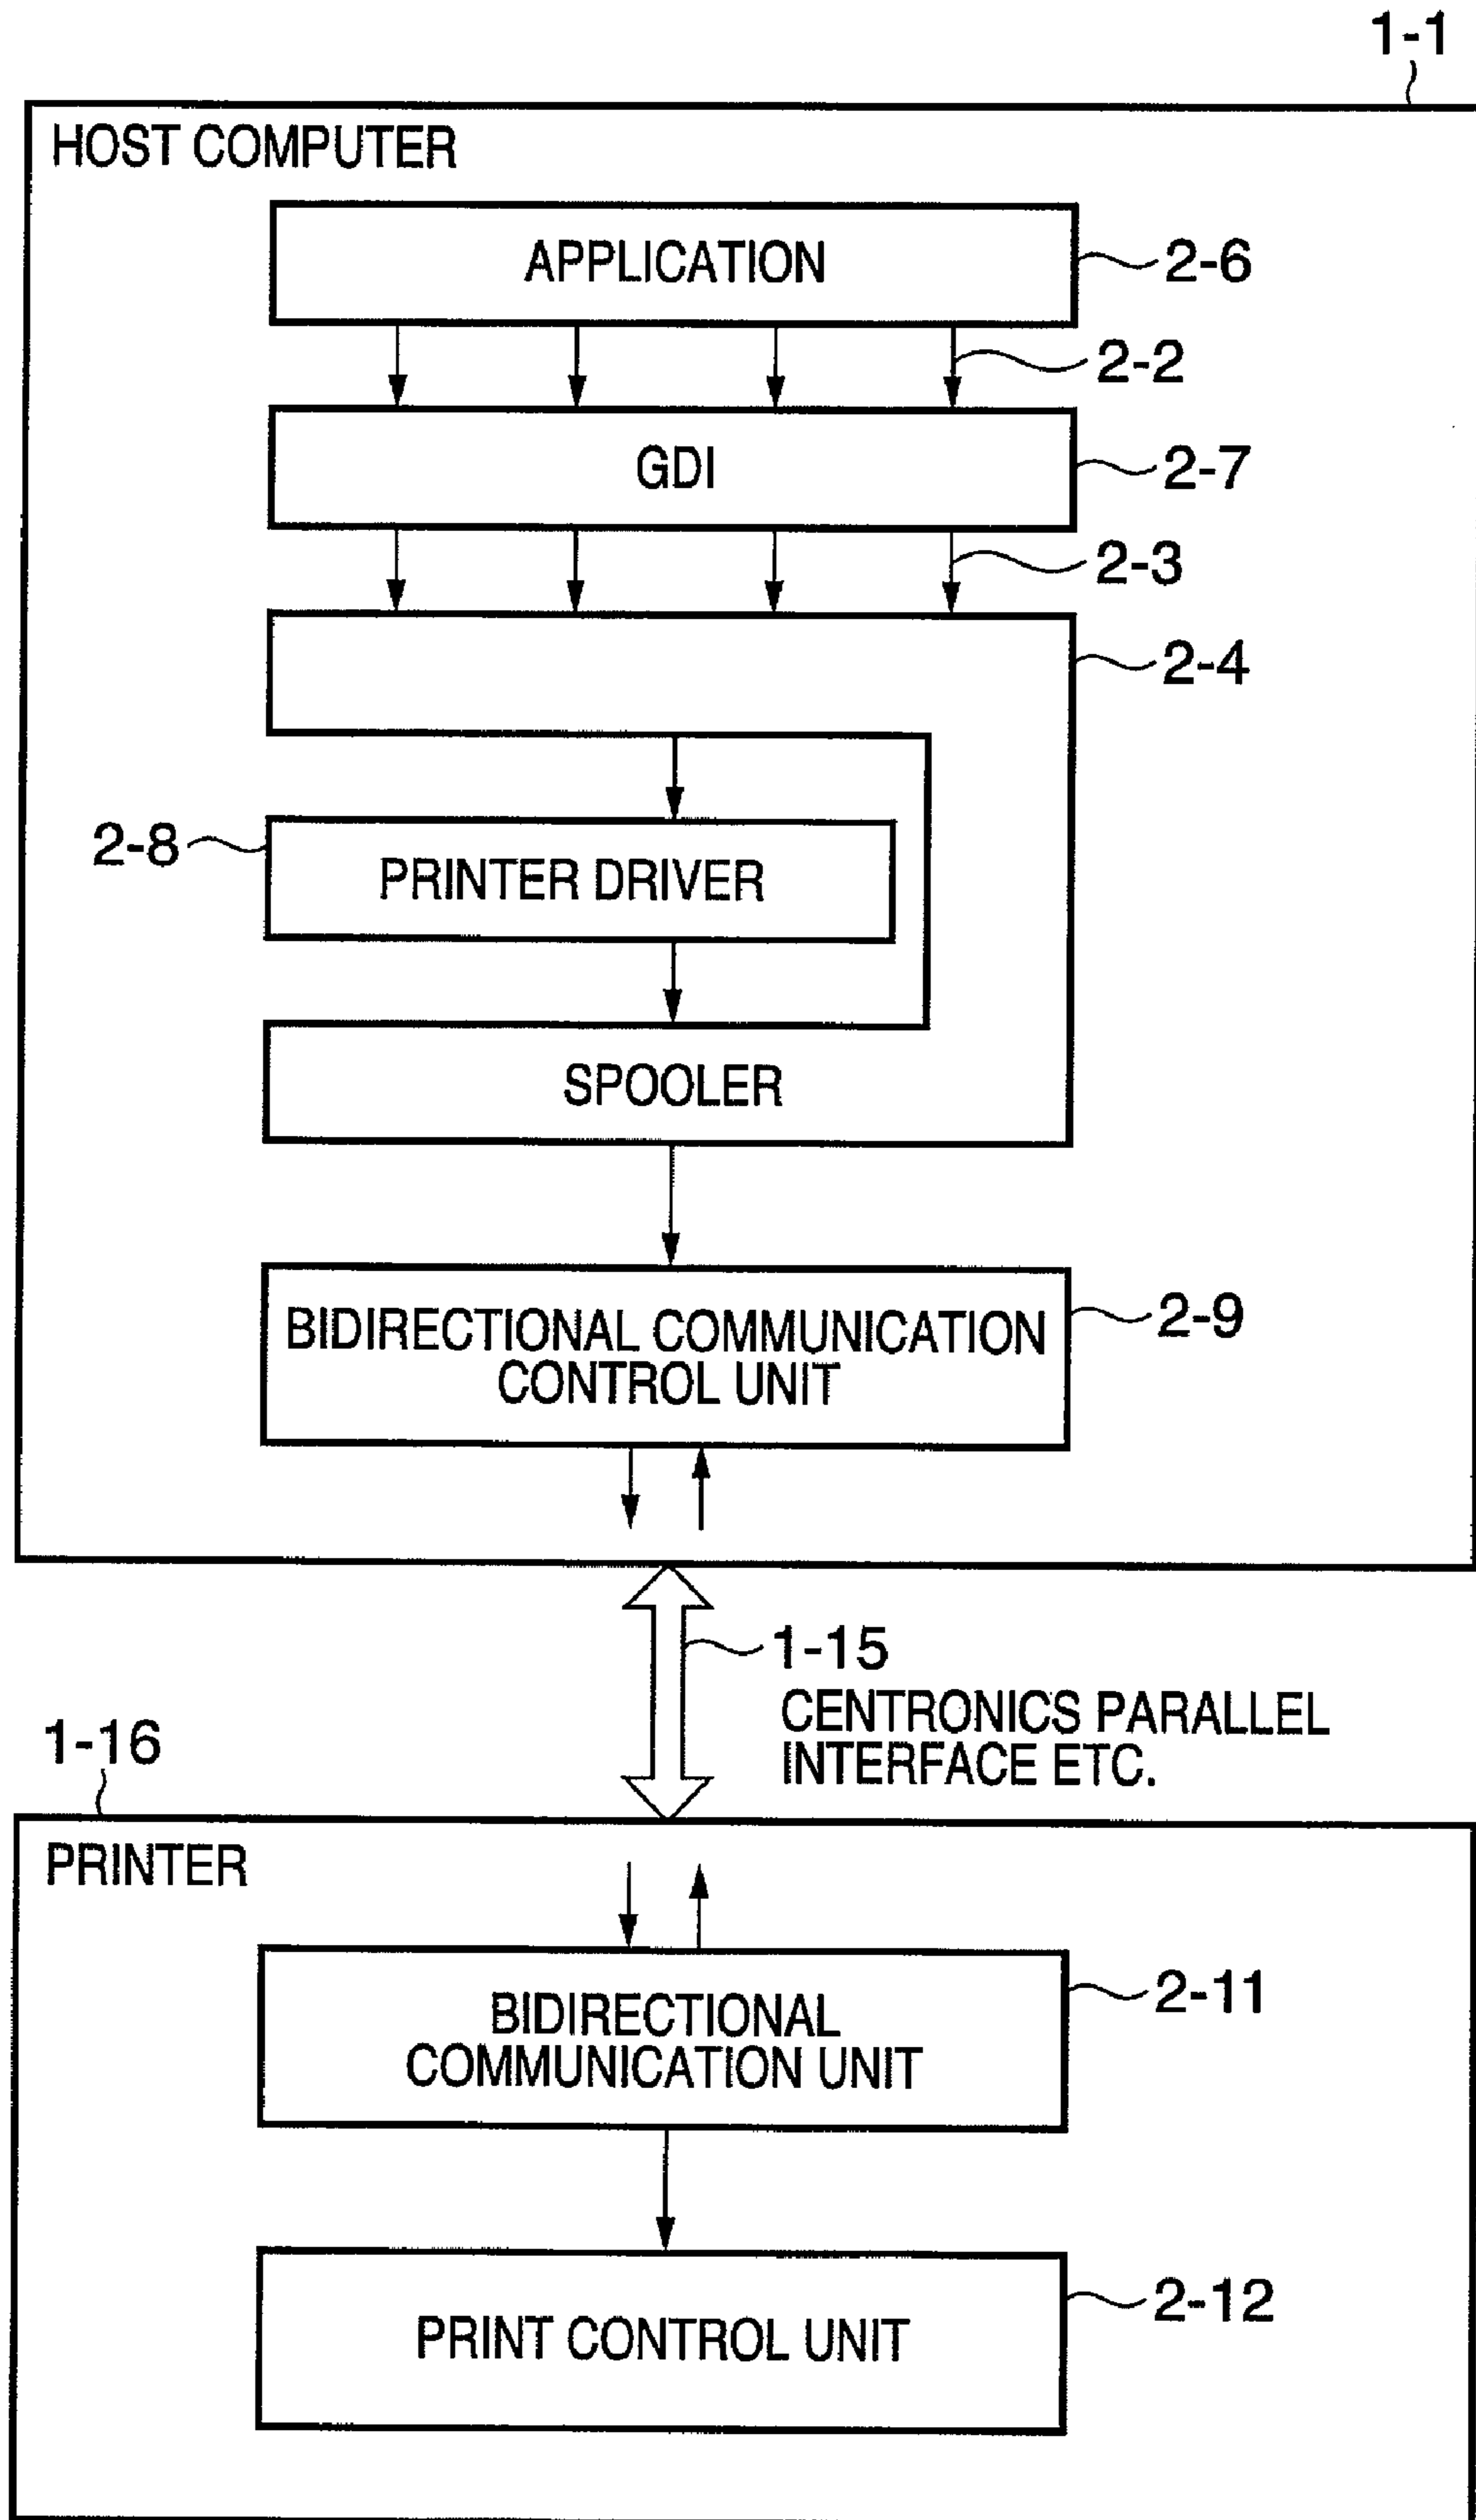 1-1
HOST COMPUTER
APPLICATION
2-6
2-2
GDI
2-7
2-3
2-4
2-8
PRINTER DRIVER
SPOOLER
BIDIRECTIONAL COMMUNICATION
CONTROL UNIT
2-9
1-15
CENTRONICS PARALLEL
INTERFACE ETC.
1-16
PRINTER
BIDIRECTIONAL
COMMUNICATION UNIT
2-11
PRINT CONTROL UNIT
2-12